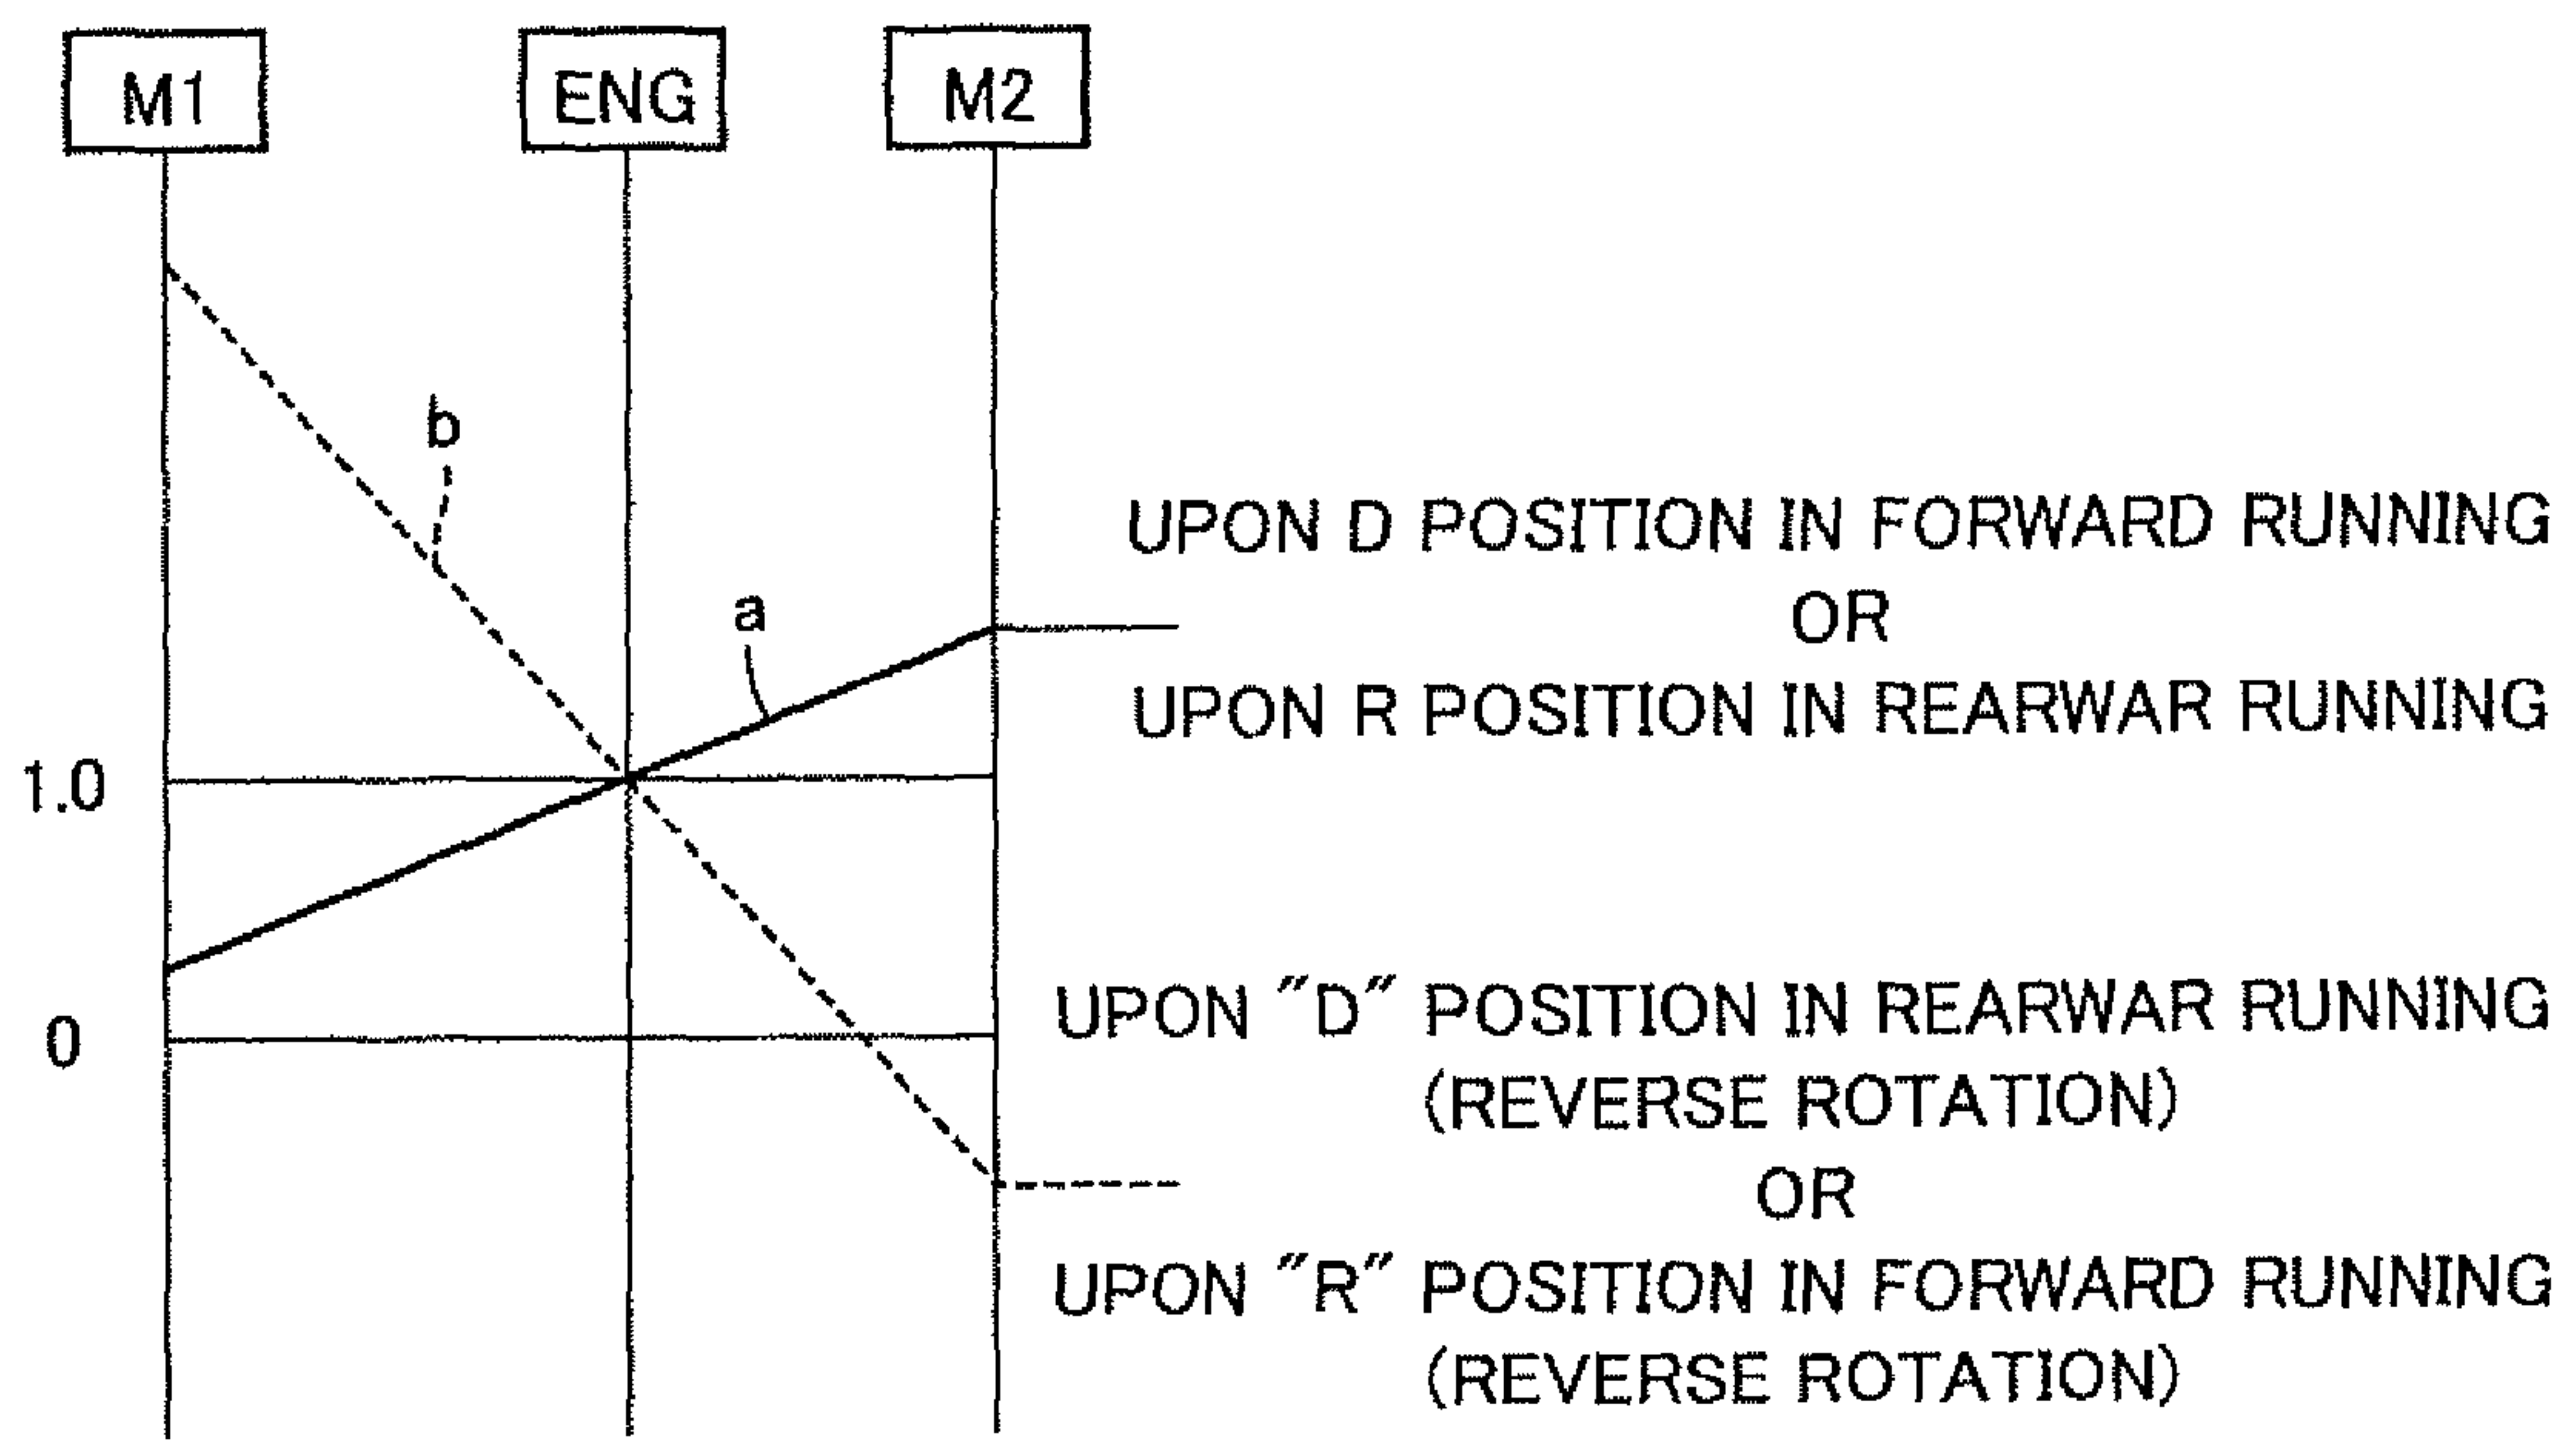 M1 ENG M2
b
UPON D POSITION IN FORWARD RUNNING
a
OR
UPON R POSITION IN REARWAR RUNNING
1.0
UPON "D" POSITION IN REARWAR RUNNING
0
(REVERSE ROTATION)
OR
UPON "R" POSITION IN FORWARD RUNNING
(REVERSE ROTATION)